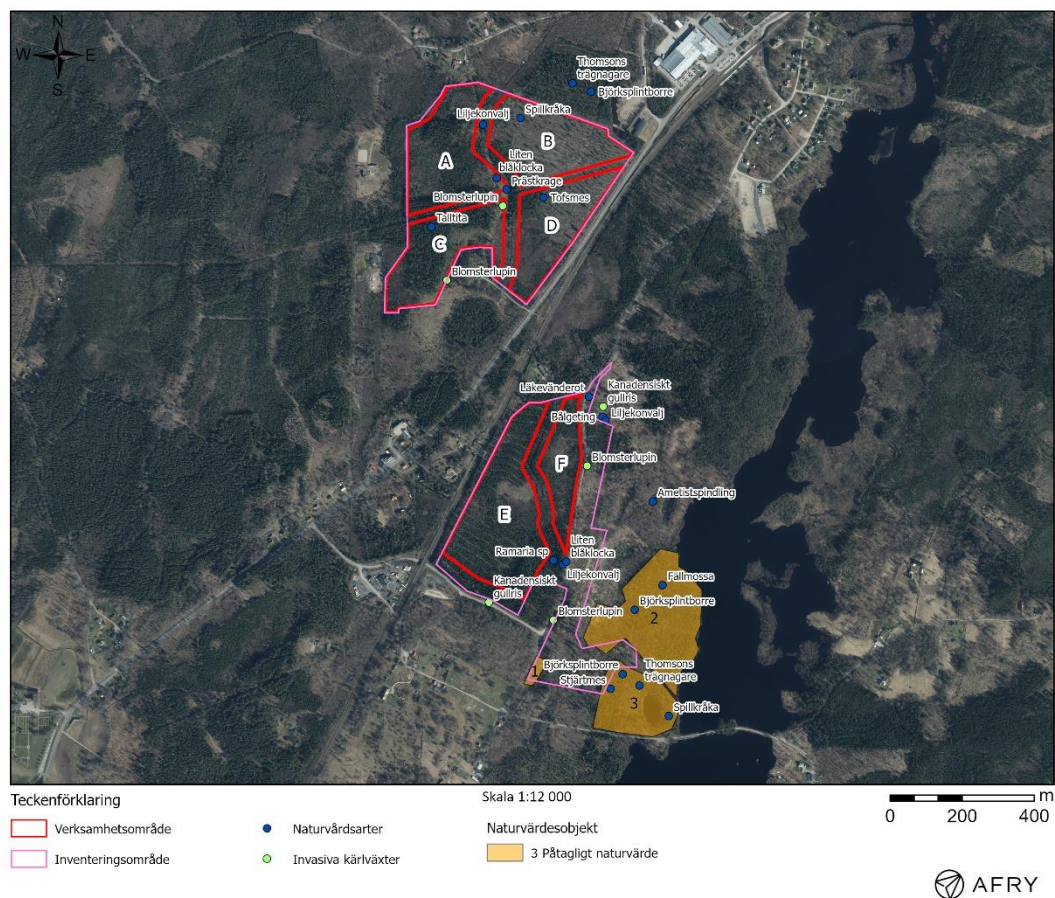 N
W E
S
Thomsons
trägnagare
Björksplintborre
Liljekonvalj
Spillkråka
B
A
Liten
blåklocka
Prästkrage
Blomsterlupin
Tofsmes
Talltita
D
C
Blomsterlupin
Läkevänderot
Kanadensiskt
gullris
Bålgeting
Liljekonvalj
Blomsterlupin
F
Ametistspindling
E
Liten
blåklocka
Ramaria sp
Liljekonvalj
Fällmossa
Kanadensiskt
gullris
Björksplintborre
Blomsterlupin
2
Björksplintborre
Thomsons
trägnagare
1
Stjärtmes
3
Spillkråka
Teckenförklaring
Skala 1:12 000
m
0 200 400
Verksamhetsområde
Naturvårdsarter
Naturvärdesobjekt
Inventeringsområde
Invasiva kärlväxter
3 Påtagligt naturvärde
AFRY